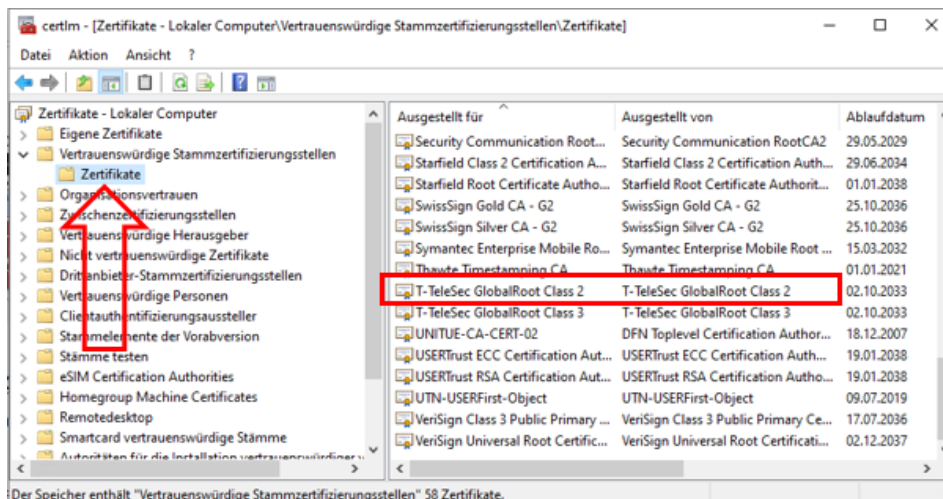 certlm - [Zertifikate - Lokaler Computer\Vertrauenswürdige Stammzertifizierungsstellen\Zertifikate]
Datei Aktion Ansicht ?
Zertifikate - Lokaler Computer
Eigene Zertifikate
Vertrauenswürdige Stammzertifizierungsstellen
Zertifikate
Organisationsvertrauen
Zwischenzertifizierungsstellen
Vertrauenswürdige Herausgeber
Nicht vertrauenswürdige Zertifikate
Drittanbieter-Stammzertifizierungsstellen
Vertrauenswürdige Personen
Clientauthentifizierungsaussteller
Stammelemente der Vorabversion
Stämme testen
eSIM Certification Authorities
Homegroup Machine Certificates
Remotedesktop
Smartcard vertrauenswürdige Stämme
Autoritäten für die Installation vertrauenswürdiger
Ausgestellt für Ausgestellt von Ablaufdatum
Security Communication Root... Security Communication RootCA2 29.05.2029
Starfield Class 2 Certification A... Starfield Class 2 Certification Auth... 29.06.2034
Starfield Root Certificate Autho... Starfield Root Certificate Authorit... 01.01.2038
SwissSign Gold CA - G2 SwissSign Gold CA - G2 25.10.2036
SwissSign Silver CA - G2 SwissSign Silver CA - G2 25.10.2036
Symantec Enterprise Mobile Ro... Symantec Enterprise Mobile Root ... 15.03.2032
Thawte Timestamping CA Thawte Timestamping CA 01.01.2021
T-TeleSec GlobalRoot Class 2 T-TeleSec GlobalRoot Class 2 02.10.2033
T-TeleSec GlobalRoot Class 3 T-TeleSec GlobalRoot Class 3 02.10.2033
UNITUE-CA-CERT-02 DFN Toplevel Certification Author... 18.12.2007
USERTrust ECC Certification Aut... USERTrust ECC Certification Auth... 19.01.2038
USERTrust RSA Certification Aut... USERTrust RSA Certification Autho... 19.01.2038
UTN-USERFirst-Object UTN-USERFirst-Object 09.07.2019
VeriSign Class 3 Public Primary ... VeriSign Class 3 Public Primary Ce... 17.07.2036
VeriSign Universal Root Certific... VeriSign Universal Root Certificati... 02.12.2037
Der Speicher enthält "Vertrauenswürdige Stammzertifizierungsstellen" 58 Zertifikate.